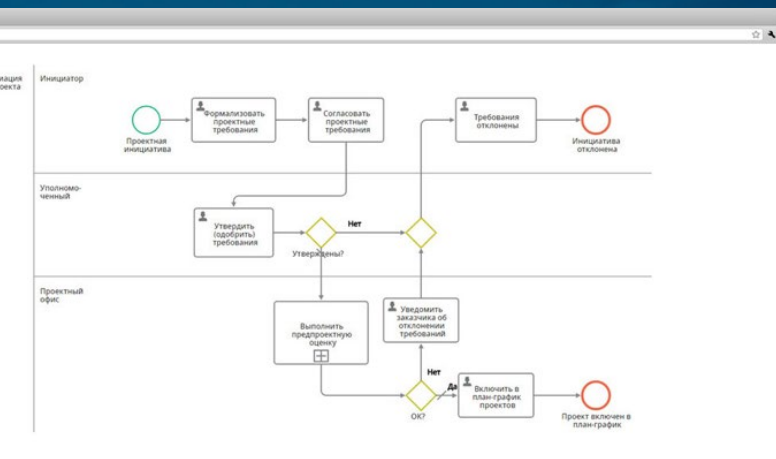 иация
оекта
Инициатор
Формализовать
проектные
требования
Согласовать
проектные
требования
Требования
отклонены
Проектная
инициатива
Инициатива
отклонена
Уполномо-
ченный
Утвердить
(одобрить)
требования
Нет
Утверждены?
Проектный
офис
Выполнить
предпроектную
оценку
Уведомить
заказчика об
отклонении
требований
Нет
Да
ОК?
Включить в
план-график
проектов
Проект включен в
план-график